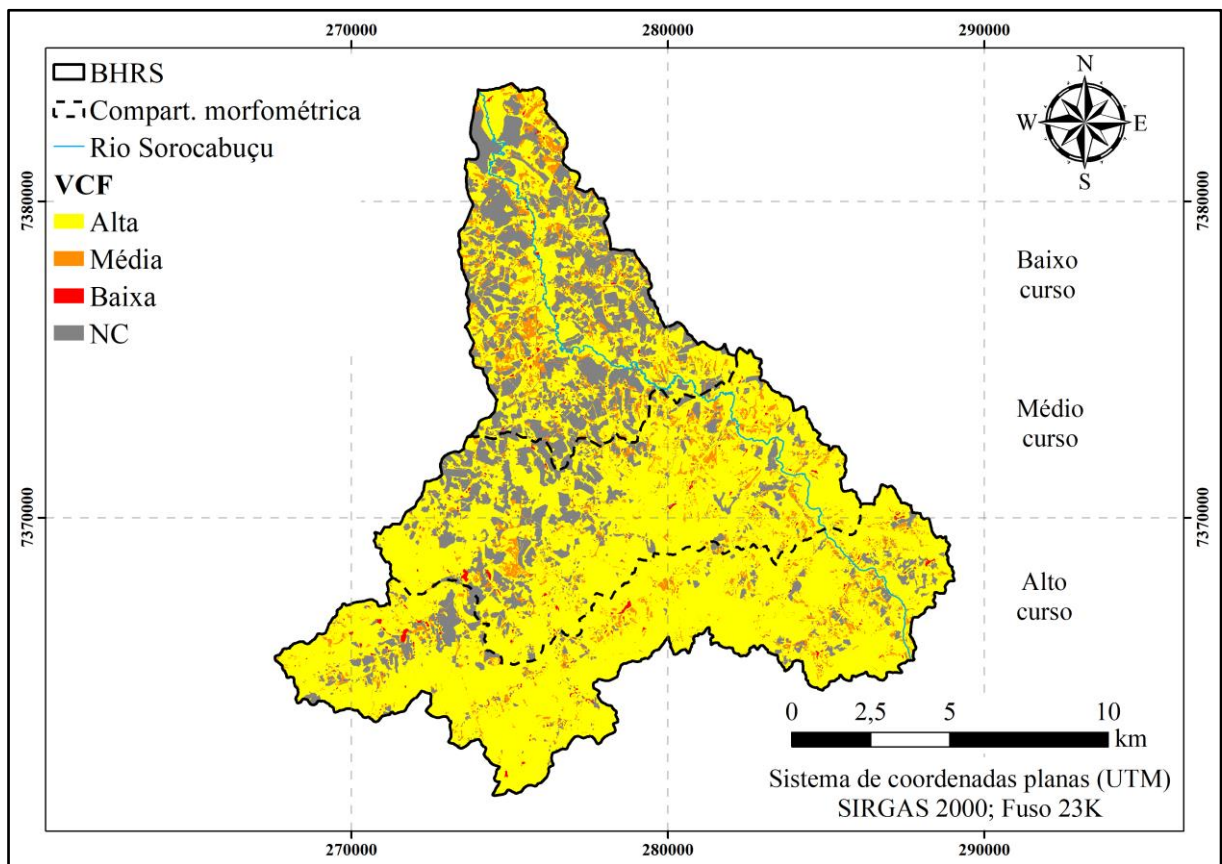 270000 280000 290000
BHRS
Compart. morfométrica
Rio Sorocabuçu
VCF
Alta
Média
Baixa
NC
N
W E
S
7380000 7380000
Baixo
curso
Médio
curso
7370000 7370000
Alto
curso
0 2,5 5 10
km
Sistema de coordenadas planas (UTM)
SIRGAS 2000; Fuso 23K
270000 280000 290000